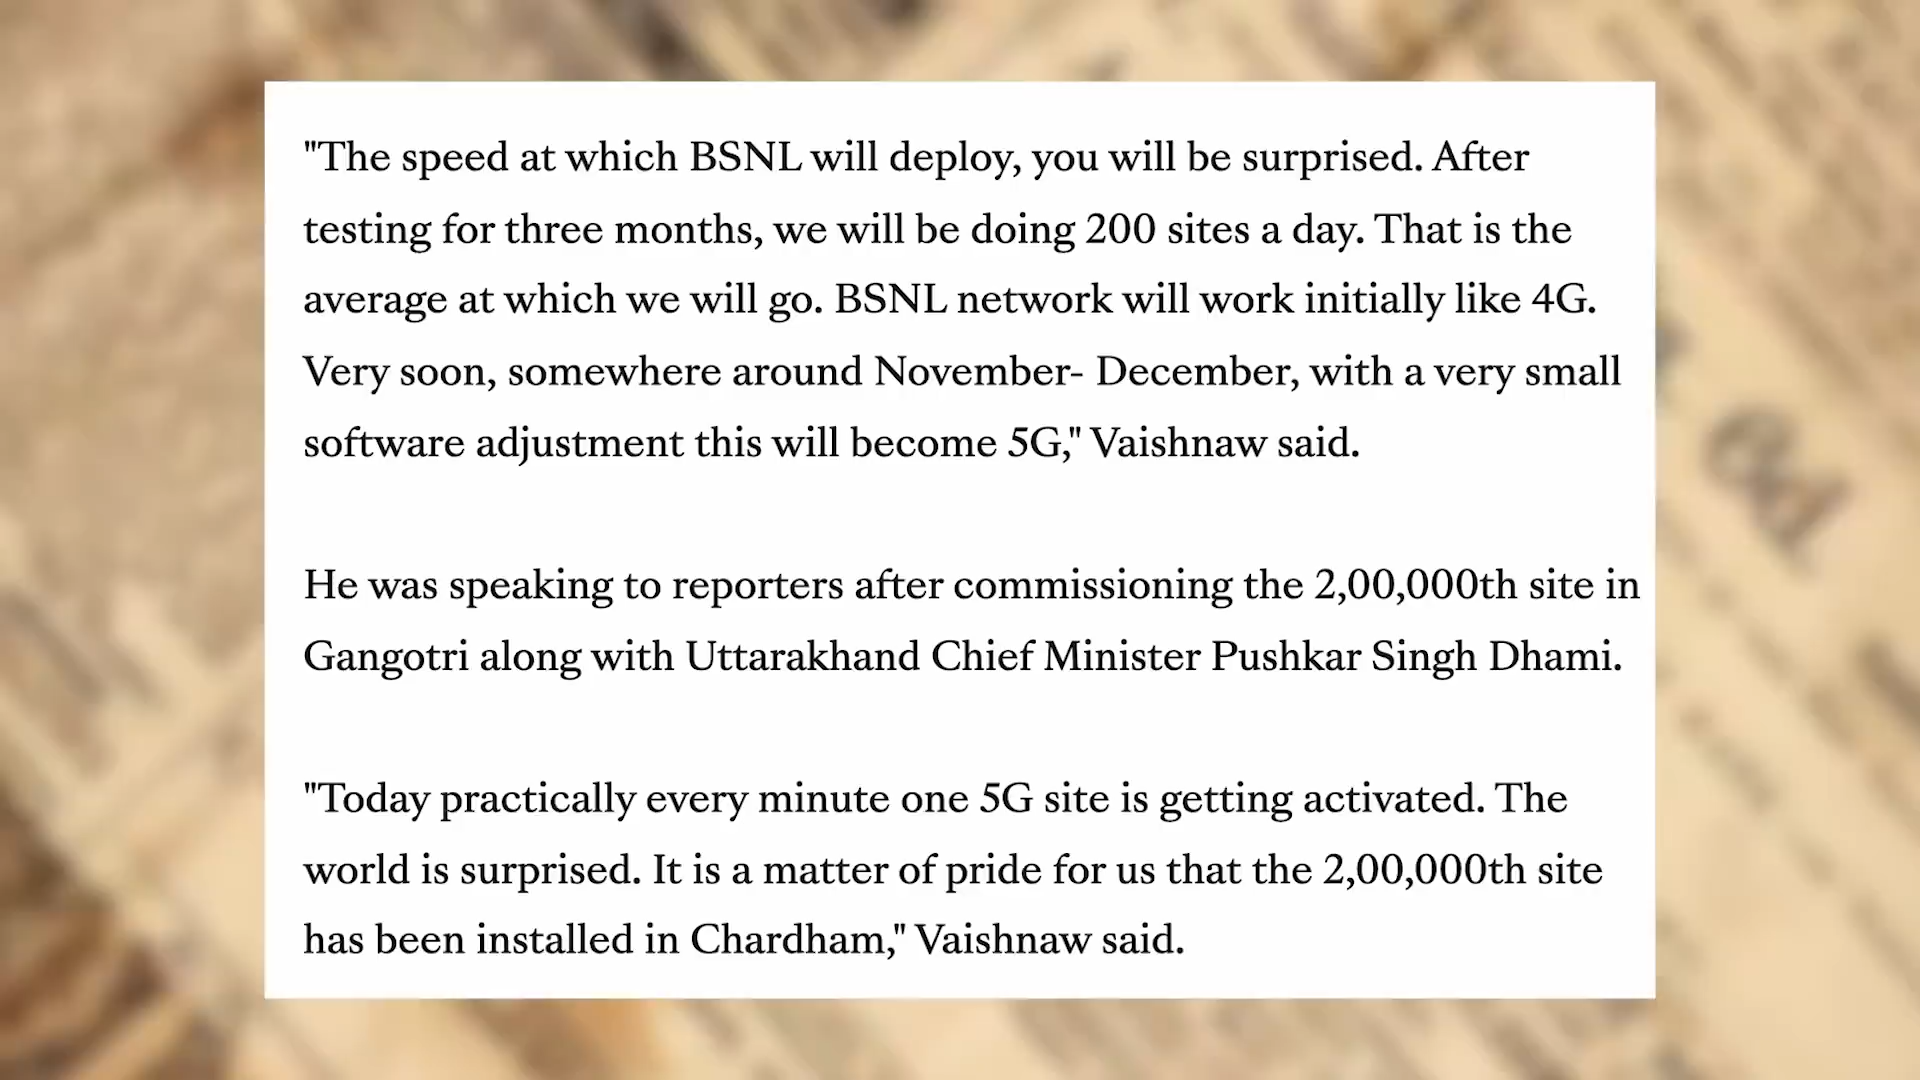 "The speed at which BSNL will deploy, you will be surprised. After
testing for three months, we will be doing 200 sites a day. That is the
average at which we will go. BSNL network will work initially like 4G.
Very soon, somewhere around November- December, with a very small
software adjustment this will become 5G," Vaishnaw said.
He was speaking to reporters after commissioning the 2,00,000th site in
Gangotri along with Uttarakhand Chief Minister Pushkar Singh Dhami.
"Today practically every minute one 5G site is getting activated. The
world is surprised. It is a matter of pride for us that the 2,00,000th site
has been installed in Chardham," Vaishnaw said.